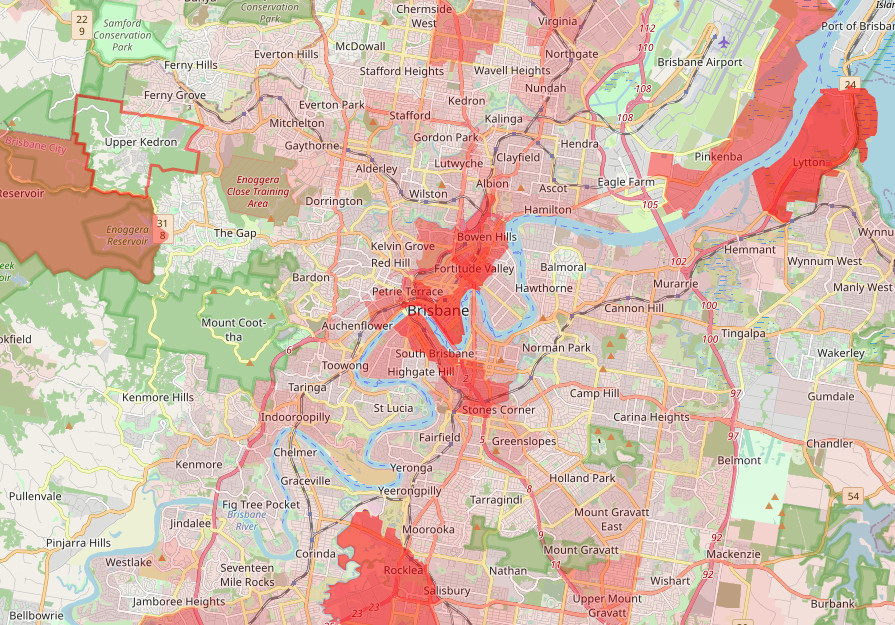 Chermside
West
Conservation
Park
22
9
Samford
Conservation
Park
Virginia
112
110
Port of Brisban
McDowall
Everton Hills
Northgate
Brisbane Airport
Ferny Hills
Stafford Heights
Wavell Heights
24
Ferny Grove
Nundah
108
Everton Park
Kedron
Stafford
Kalinga
108
Mitchelton
Gordon Park
Brisbane City
Upper Kedron
Gaythorne
Hendra
Lutwyche
Clayfield
Pinkenba
Lytton
Alderley
Enoggera
Close Training
Area
Albion
Ascot
Eagle Farm
Reservoir
Wilston
Dorrington
105
Hamilton
31
8
Enoggera
Reservoir
The Gap
Bowen Hills
Wynnu
Kelvin Grove
Hemmant
Red Hill
102
Wynnum West
Fortitude Valley
Balmoral
Bardon
Murarrie
Manly West
Hawthorne
Petrie Terrace
100
Brisbane
Cannon Hill
Mount Coot-
tha
Auchenflower
Tingalpa
okfield
6
South Brisbane
Norman Park
Wakerley
Toowong
Highgate Hill
100
2
Taringa
Camp Hill
Kenmore Hills
Gumdale
St Lucia
Stones Corner
Indooroopilly
Carina Heights
97
Fairfield
5
Greenslopes
Chandler
Chelmer
Kenmore
Yeronga
97
Belmont
Graceville
Holland Park
8
Pullenvale
Yeerongpilly
54
Fig Tree Pocket
Tarragindi
Brisbane
River
Mount Gravatt
East
Jindalee
Moorooka
9
92
Pinjarra Hills
Corinda
Mount Gravatt
Mackenzie
Westlake
11
Seventeen
Mile Rocks
Rocklea
Nathan
92
Wishart
Salisbury
Jamboree Heights
Upper Mount
Gravatt
Burbank
23
23
Bellbowrie